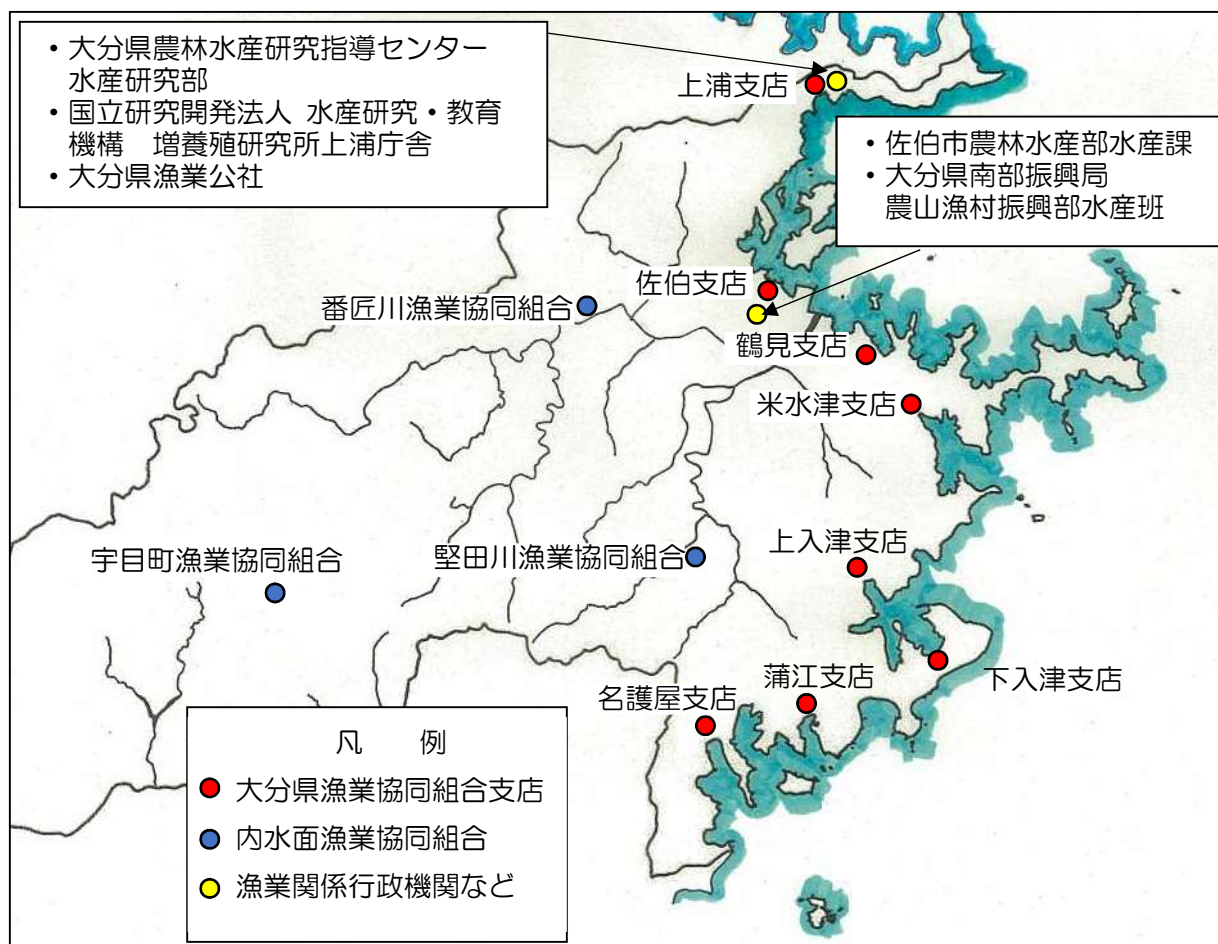 ・大分県農林水産研究指導センター
水産研究部
・国立研究開発法人 水産研究・教育
機構 増養殖研究所上浦庁舎
・大分県漁業公社
上浦支店
・佐伯市農林水産部水産課
・大分県南部振興局
農山漁村振興部水産班
佐伯支店
番匠川漁業協同組合
鶴見支店
米水津支店
上入津支店
堅田川漁業協同組合
宇目町漁業協同組合
下入津支店
蒲江支店
名護屋支店
凡 例
大分県漁業協同組合支店
内水面漁業協同組合
漁業関係行政機関など